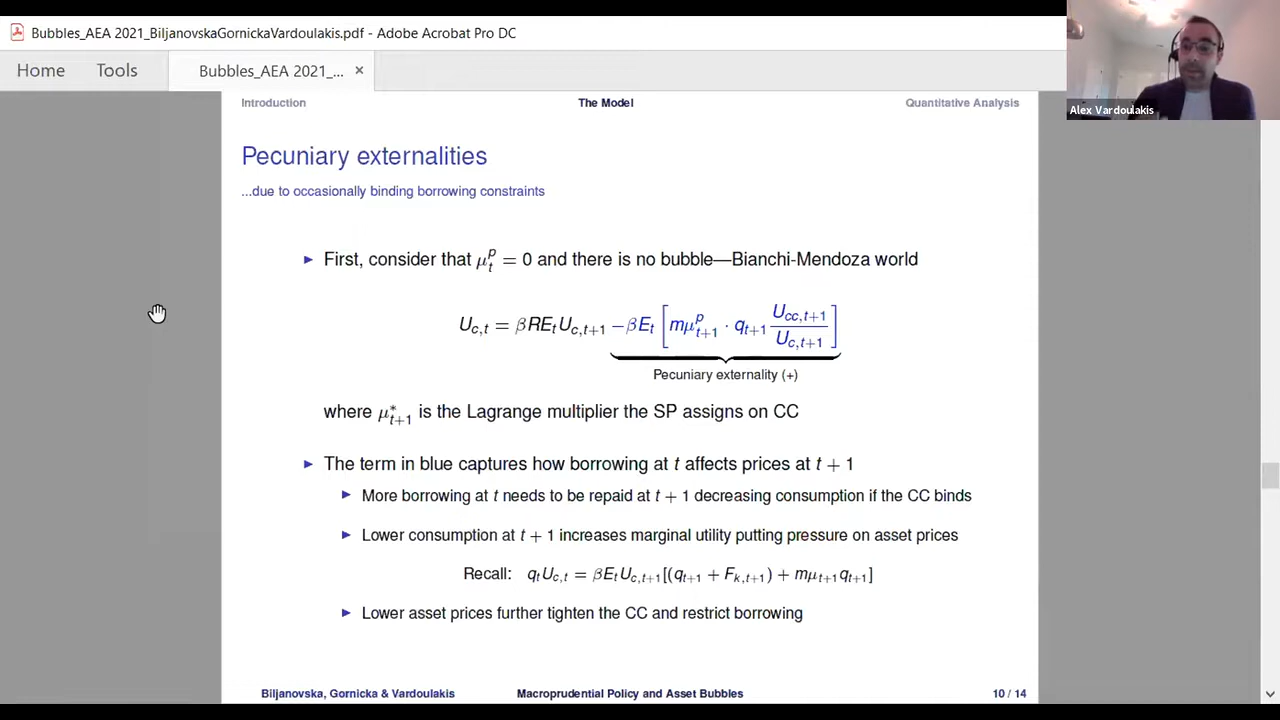 Bubbles_AEA 2021_BiljanovskaGornickaVardoulakis.pdf - Adobe Acrobat Pro DC
Home Tools Bubbles_AEA 2021_... ×
Alex Vardoulakis
Introduction The Model Quantitative Analysis
Pecuniary externalities
...due to occasionally binding borrowing constraints
► First, consider that μ_t^p = 0 and there is no bubble—Bianchi-Mendoza world
U_{c,t} = βRE_tU_{c,t+1} −βE_t [mμ_{t+1}^p · q_{t+1} U_{cc,t+1}/U_{c,t+1}]
Pecuniary externality (+)
where μ_{t+1}^* is the Lagrange multiplier the SP assigns on CC
► The term in blue captures how borrowing at t affects prices at t + 1
► More borrowing at t needs to be repaid at t + 1 decreasing consumption if the CC binds
► Lower consumption at t + 1 increases marginal utility putting pressure on asset prices
Recall: q_tU_{c,t} = βE_tU_{c,t+1}[(q_{t+1} + F_{k,t+1}) + mμ_{t+1}q_{t+1}]
► Lower asset prices further tighten the CC and restrict borrowing
Biljanovska, Gornicka & Vardoulakis Macroprudential Policy and Asset Bubbles 10 / 14